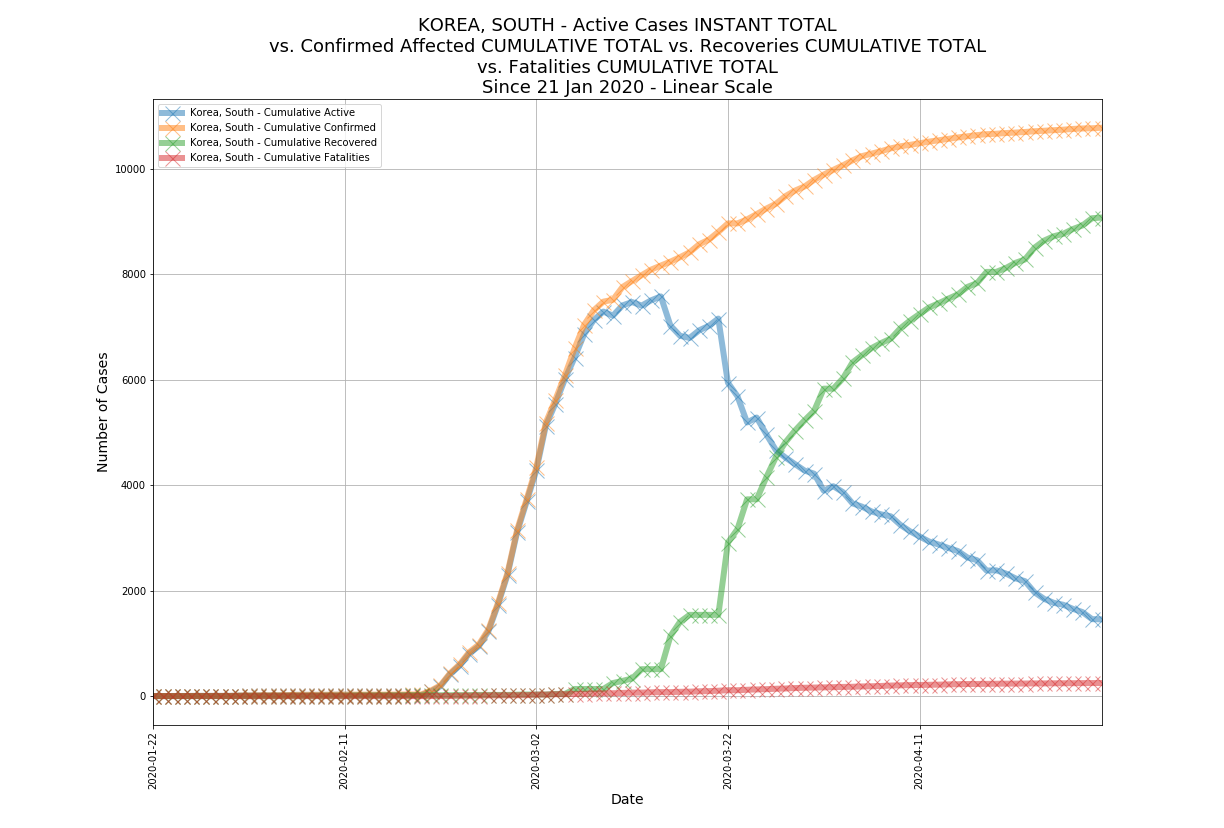 KOREA, SOUTH - Active Cases INSTANT TOTAL
vs. Confirmed Affected CUMULATIVE TOTAL vs. Recoveries CUMULATIVE TOTAL
vs. Fatalities CUMULATIVE TOTAL
Since 21 Jan 2020 - Linear Scale
Korea, South - Cumulative Active
Korea, South - Cumulative Confirmed
Korea, South - Cumulative Recovered
Korea, South - Cumulative Fatalities
Number of Cases
10000
8000
6000
4000
2000
0
2020-01-22
2020-02-11
2020-03-02
2020-03-22
2020-04-11
Date